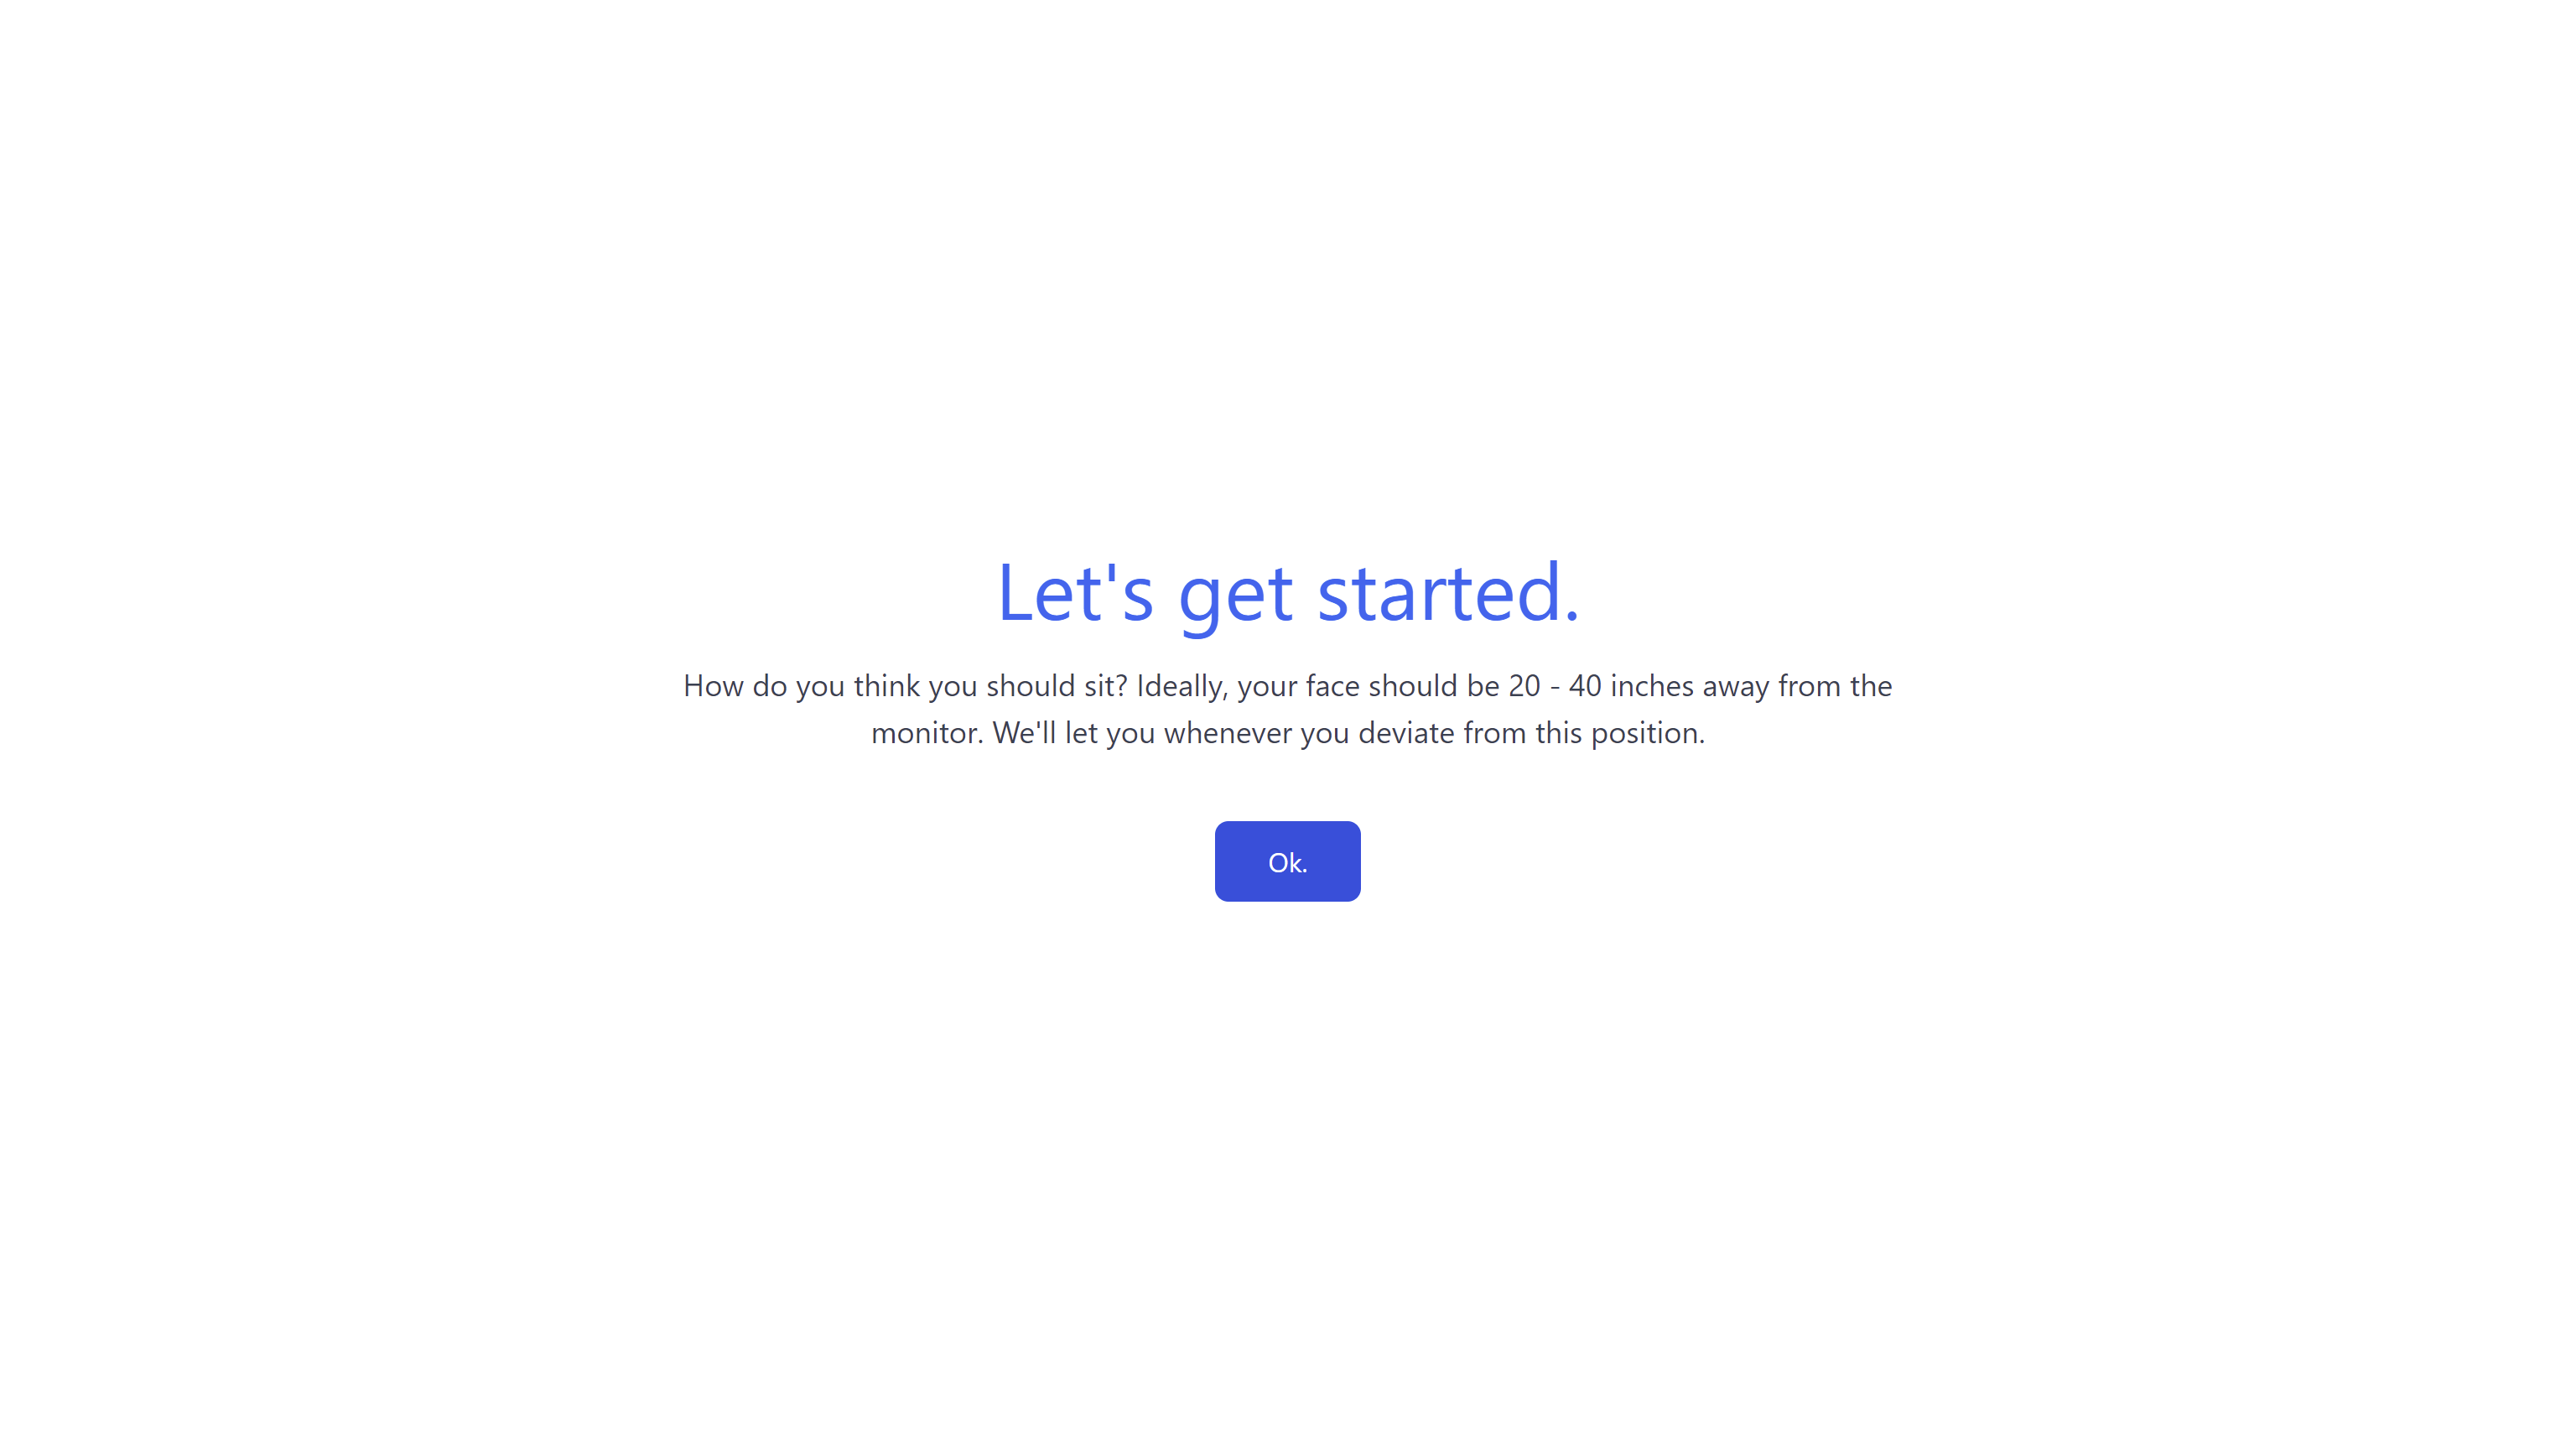 Let's get started.
How do you think you should sit? Ideally, your face should be 20 - 40 inches away from the
monitor. We'll let you whenever you deviate from this position.
Ok.